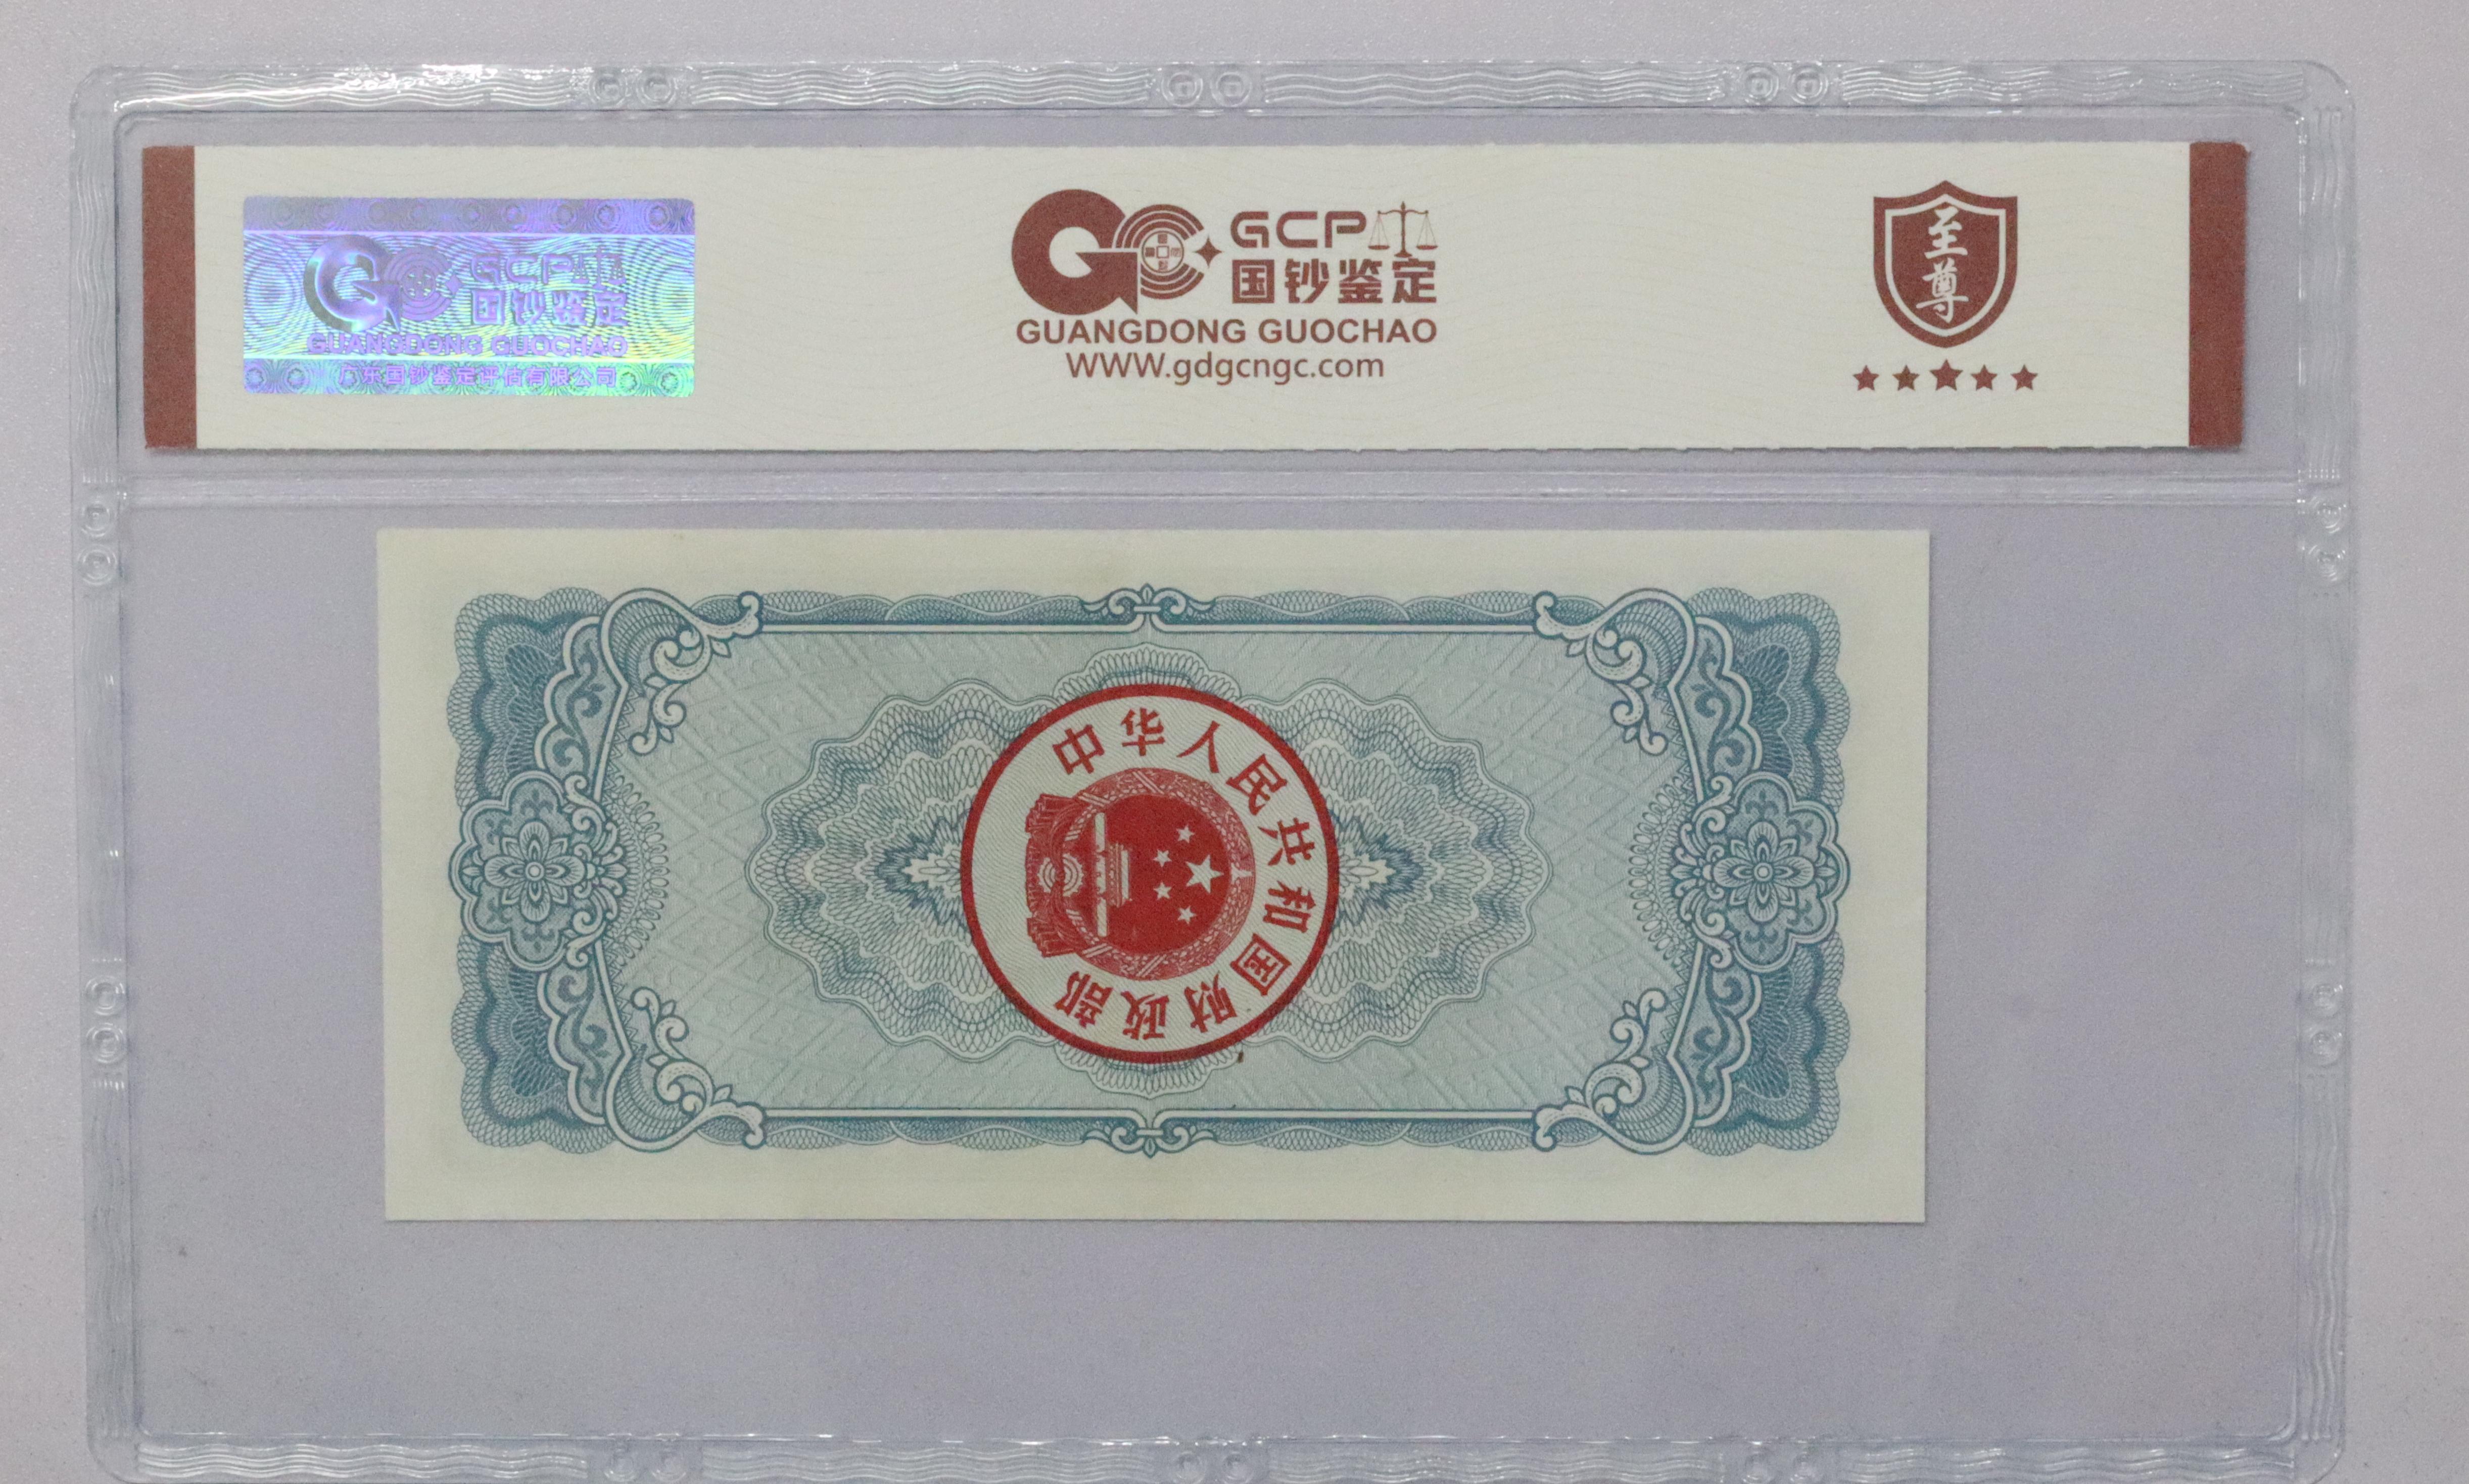 GCP
国钞鉴定
GUANGDONG GUOCHAO
广东国钞鉴定评估有限公司
GCP
国钞鉴定
GUANGDONG GUOCHAO
WWW.gdgcngc.com
至尊
中华人民共和国财政部